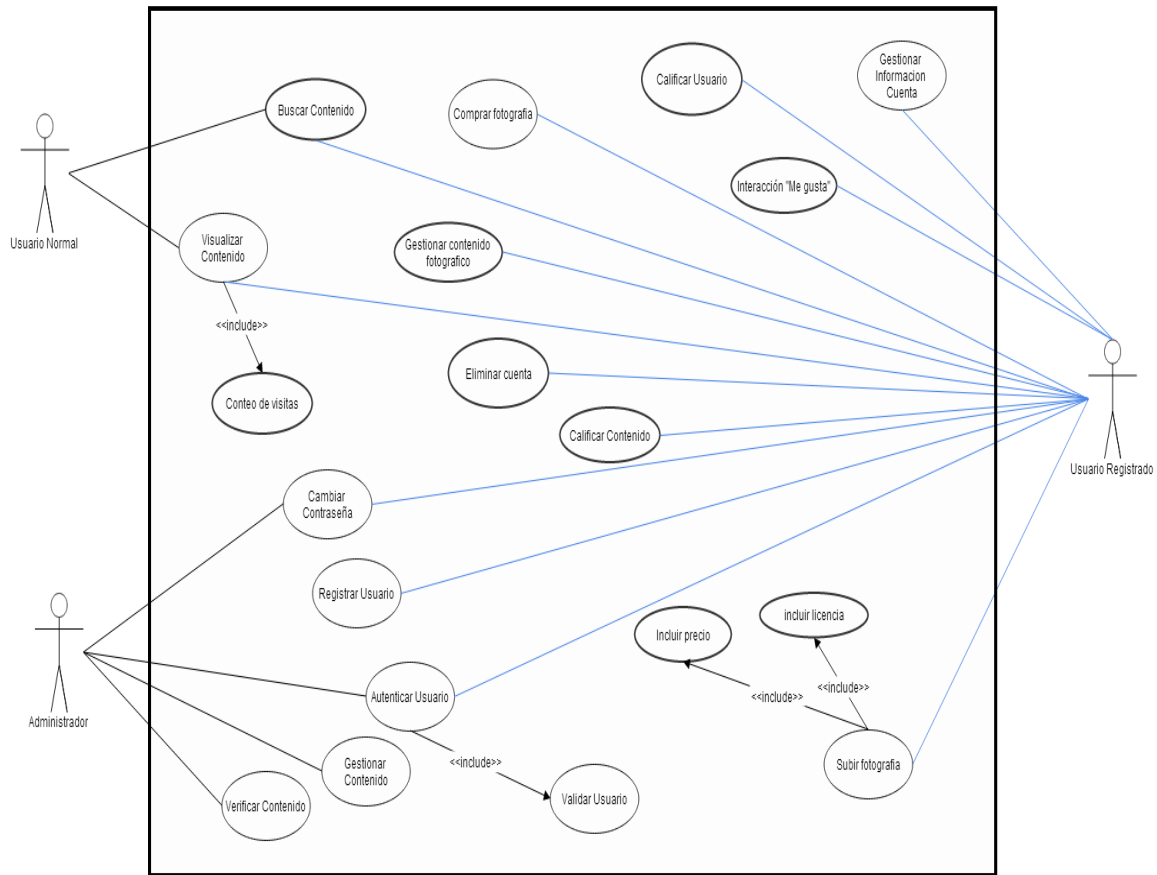 Gestionar
Informacion
Cuenta
Calificar Usuario
Buscar Contenido
Comprar fotografia
Interacción "Me gusta"
Usuario Normal
Visualizar
Contenido
Gestionar contenido
fotografico
<<include>>
Eliminar cuenta
Conteo de visitas
Calificar Contenido
Usuario Registrado
Cambiar
Contraseña
Registrar Usuario
Incluir precio
incluir licencia
<<include>>
<<include>>
Autenticar Usuario
Administrador
<<include>>
Gestionar
Contenido
Subir fotografia
Verificar Contenido
Validar Usuario